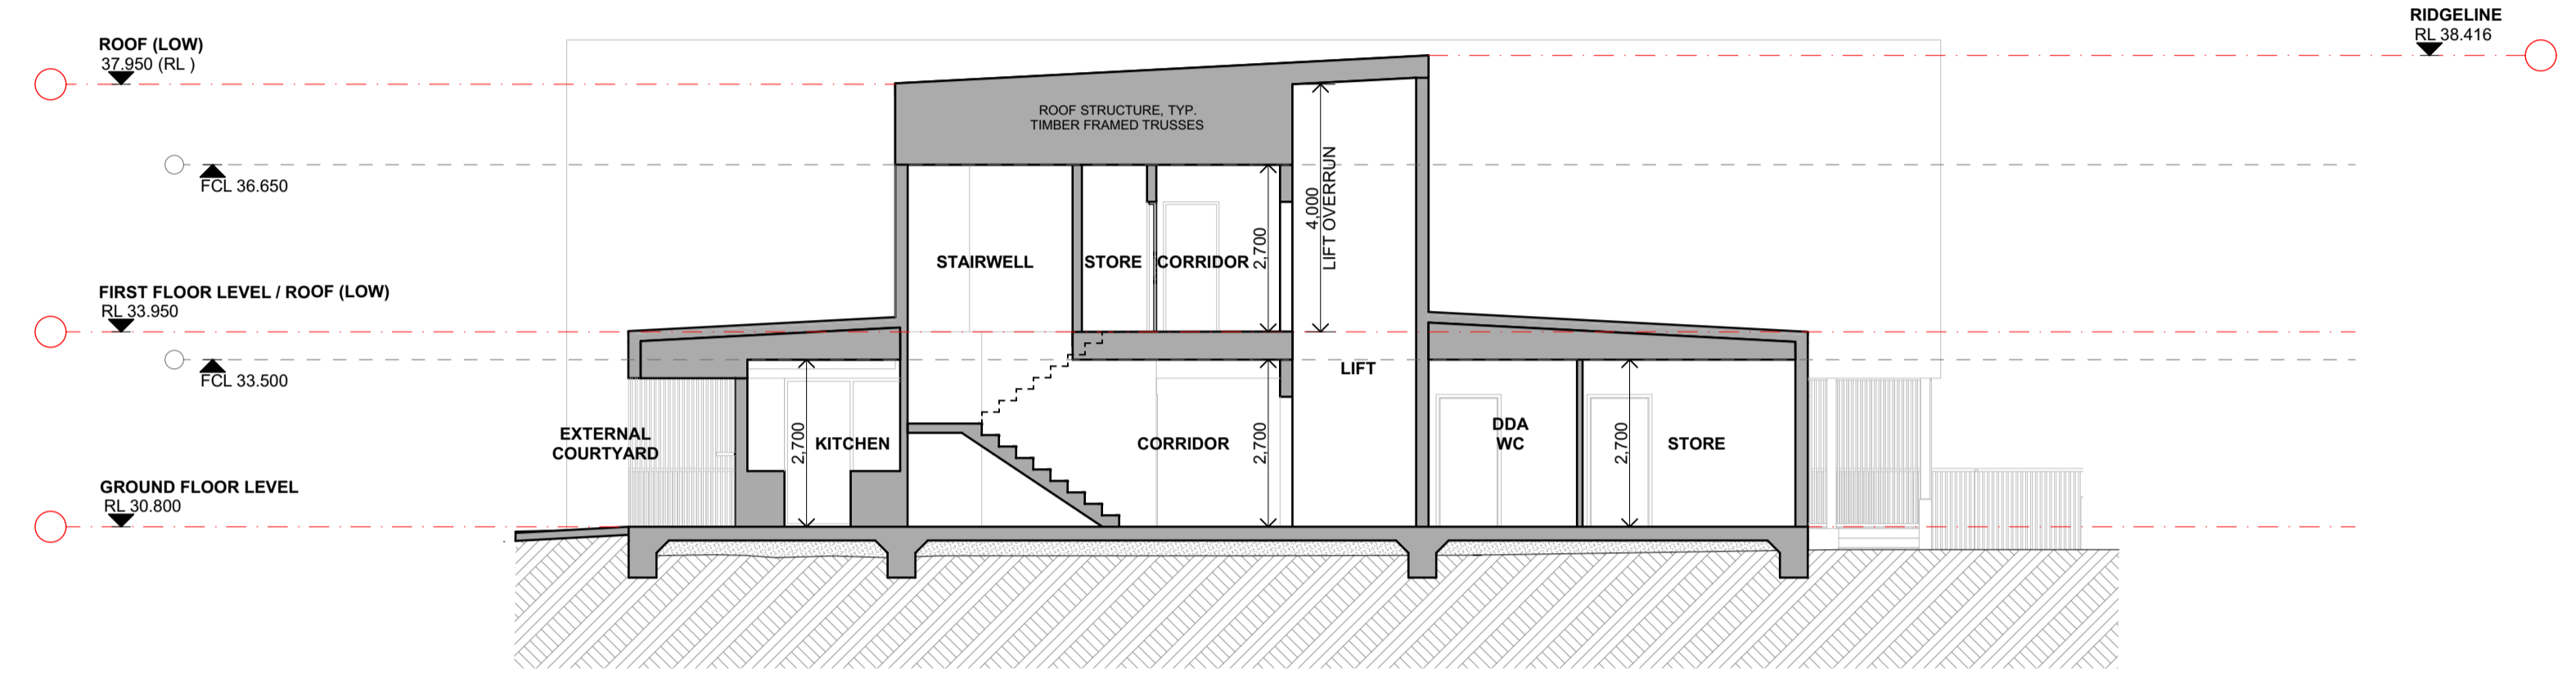 RIDGELINE
RL 38.416
ROOF (LOW)
37.950 (RL )
ROOF STRUCTURE, TYP.
TIMBER FRAMED TRUSSES
FCL 36.650
4,000
LIFT OVERRUN
2,700
STAIRWELL
STORE
CORRIDOR
FIRST FLOOR LEVEL / ROOF (LOW)
RL 33.950
FCL 33.500
LIFT
EXTERNAL
COURTYARD
2,700
KITCHEN
CORRIDOR
2,700
DDA
WC
2,700
STORE
GROUND FLOOR LEVEL
RL 30.800